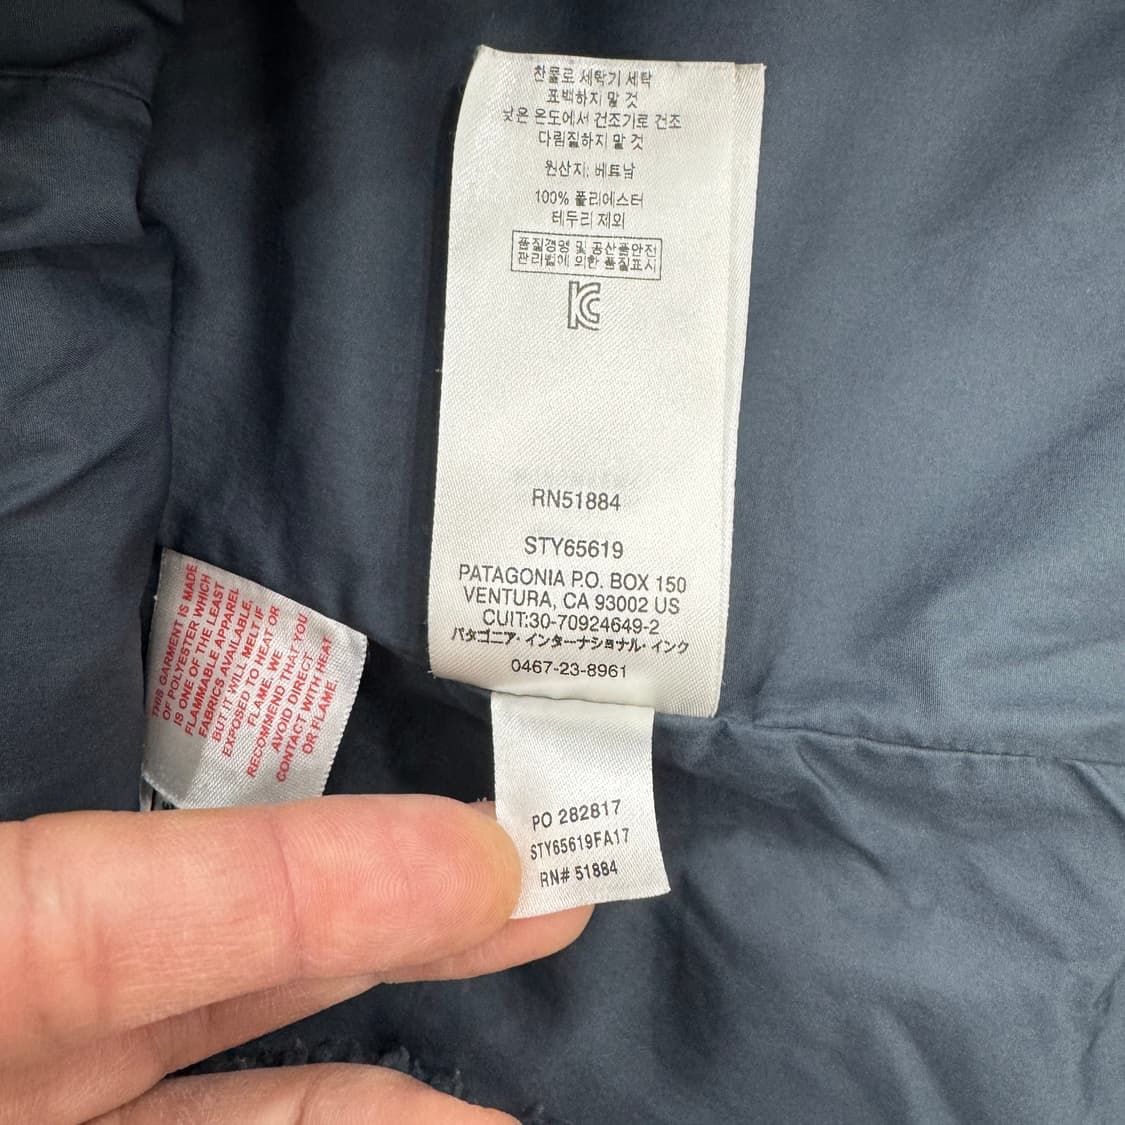 찬물로 세탁기 세탁
표백하지 말 것
낮은 온도에서 건조기로 건조
다림질하지 말 것
원산지: 베트남
100% 폴리에스터
테두리 제외
품질경영 및 공산품안전
관리법에 의한 품질표시
KC
RN51884
STY65619
PATAGONIA P.O. BOX 150
VENTURA, CA 93002 US
CUIT:30-70924649-2
パタゴニア・インターナショナル・インク
0467-23-8961
THIS GARMENT IS MADE
OF POLYESTER WHICH
IS ONE OF THE LEAST
FLAMMABLE APPAREL
FABRICS AVAILABLE,
BUT IT WILL MELT IF
EXPOSED TO HEAT OR
FLAME. WE
RECOMMEND THAT YOU
AVOID DIRECT
CONTACT WITH HEAT
OR FLAME
PO 282817
STY65619FA17
RN# 51884